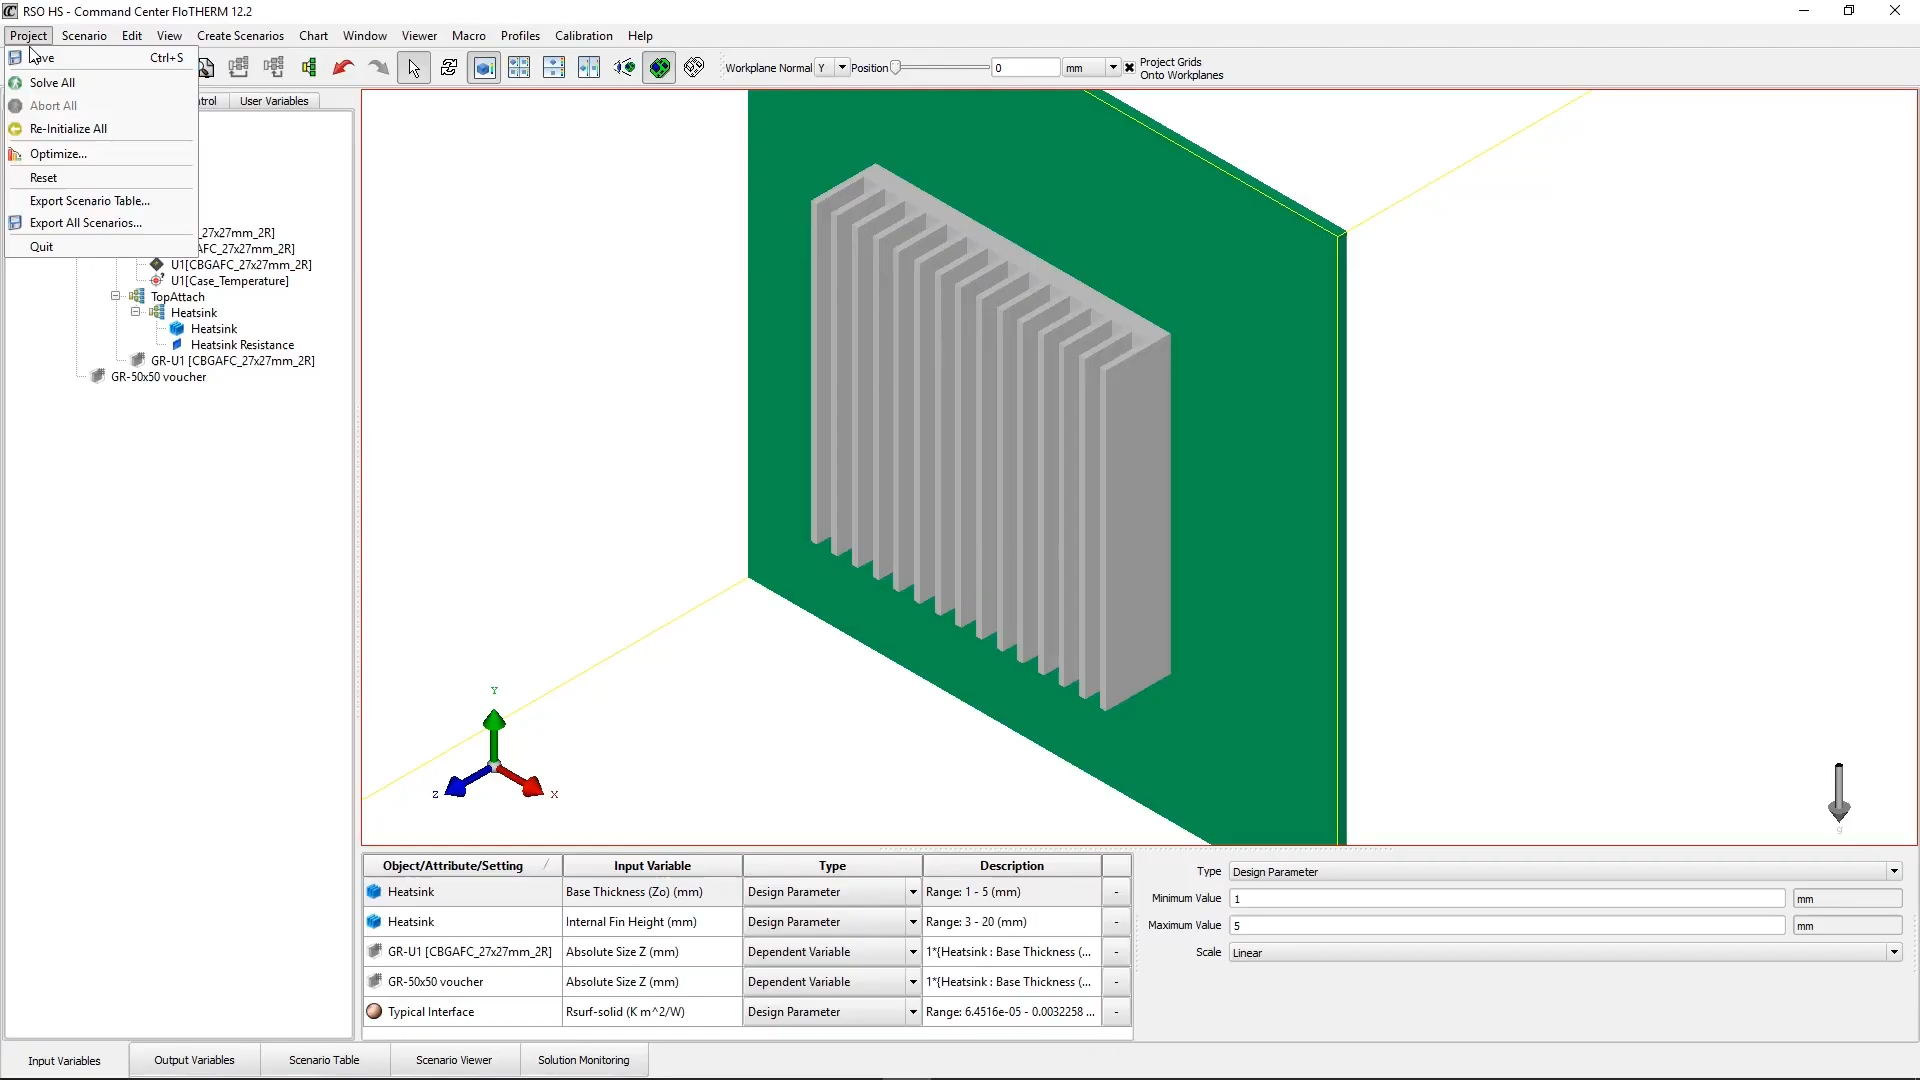 RSO HS - Command Center FloTHERM 12.2
Project Scenario Edit View Create Scenarios Chart Window Viewer Macro Profiles Calibration Help
Ctrl+S
Workplane Normal Y Position 0 mm Project Grids
Onto Workplanes
Solve All
User Variables
Abort All
Re-Initialize All
Optimize...
Reset
Export Scenario Table...
Export All Scenarios...
Quit
_27x27mm_2R]
AFC_27x27mm_2R]
U1[CBGAFC_27x27mm_2R]
U1[Case_Temperature]
TopAttach
Heatsink
Heatsink
Heatsink Resistance
GR-U1 [CBGAFC_27x27mm_2R]
GR-50x50 voucher
Y
Z
X
g
Object/Attribute/Setting Input Variable Type Description
Heatsink Base Thickness (Zo) (mm) Design Parameter Range: 1 - 5 (mm) -
Heatsink Internal Fin Height (mm) Design Parameter Range: 3 - 20 (mm) -
GR-U1 [CBGAFC_27x27mm_2R] Absolute Size Z (mm) Dependent Variable 1*{Heatsink : Base Thickness (... -
GR-50x50 voucher Absolute Size Z (mm) Dependent Variable 1*{Heatsink : Base Thickness (... -
Typical Interface Rsurf-solid (K m^2/W) Design Parameter Range: 6.4516e-05 - 0.0032258 ... -
Type Design Parameter
Minimum Value 1 mm
Maximum Value 5 mm
Scale Linear
Input Variables Output Variables Scenario Table Scenario Viewer Solution Monitoring